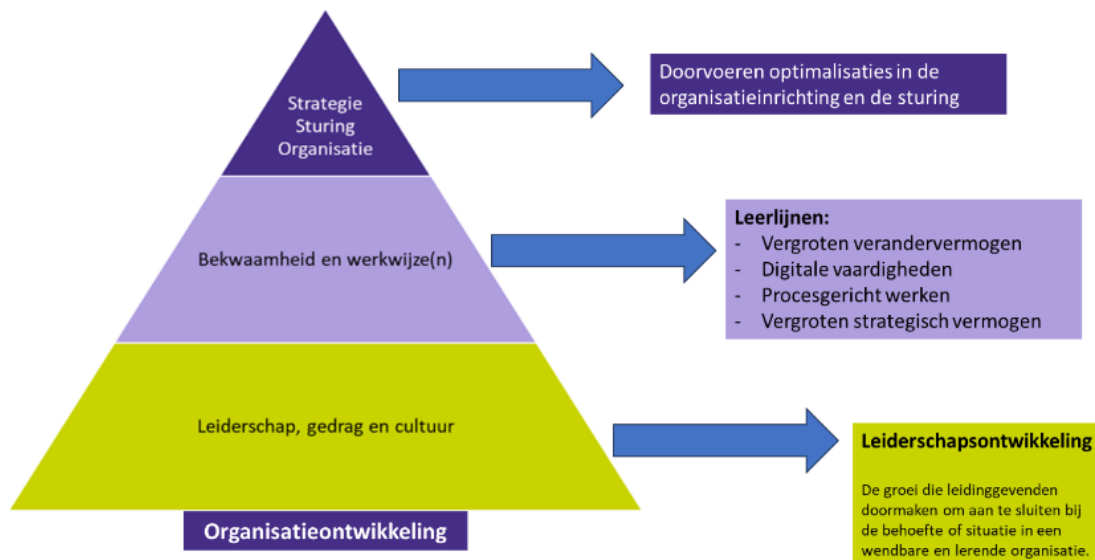 Strategie
Sturing
Organisatie
Doorvoeren optimalisaties in de
organisatieinrichting en de sturing
Bekwaamheid en werkwijze(n)
Leerlijnen:
- Vergroten verandervermogen
- Digitale vaardigheden
- Procesgericht werken
- Vergroten strategisch vermogen
Leiderschap, gedrag en cultuur
Leiderschapsontwikkeling
De groei die leidinggevenden
doormaken om aan te sluiten bij
de behoefte of situatie in een
wendbare en lerende organisatie.
Organisatieontwikkeling